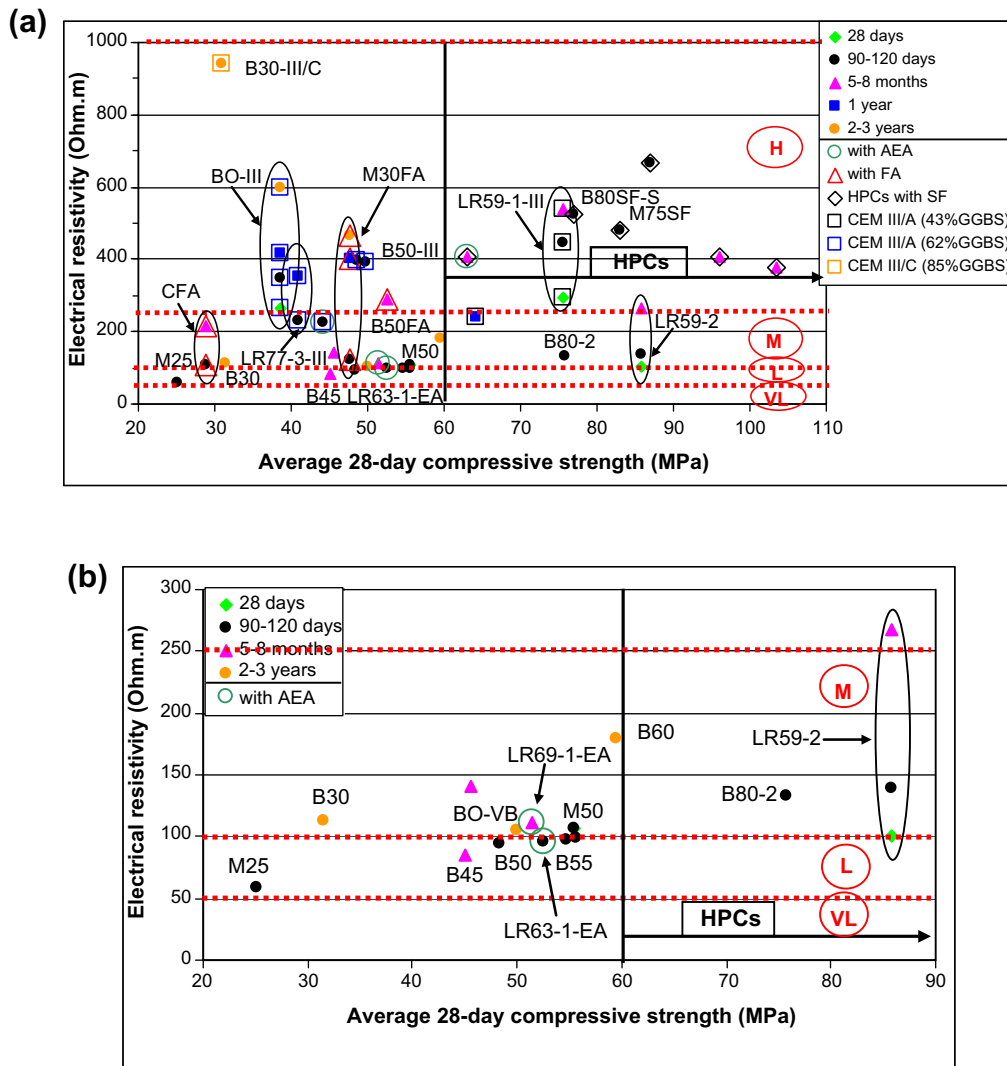 (a)
1000
800
600
400
200
0
20
30
40
50
60
70
80
90
100
110
Electrical resistivity (Ohm.m)
Average 28-day compressive strength (MPa)
B30-III/C
BO-III
M30FA
LR59-1-III
B80SF-S
M75SF
H
B50-III
HPCs
CFA
B50FA
LR59-2
M
M25
B30
LR77-3-III
M50
B80-2
L
B45
LR63-1-EA
VL
28 days
90-120 days
5-8 months
1 year
2-3 years
with AEA
with FA
HPCs with SF
CEM III/A (43%GGBS)
CEM III/A (62%GGBS)
CEM III/C (85%GGBS)
(b)
300
250
200
150
100
50
0
20
30
40
50
60
70
80
90
Electrical resistivity (Ohm.m)
Average 28-day compressive strength (MPa)
28 days
90-120 days
5-8 months
2-3 years
with AEA
M
B60
LR69-1-EA
LR59-2
B30
BO-VB
M50
B80-2
M25
B45
B50
B55
L
LR63-1-EA
HPCs
VL